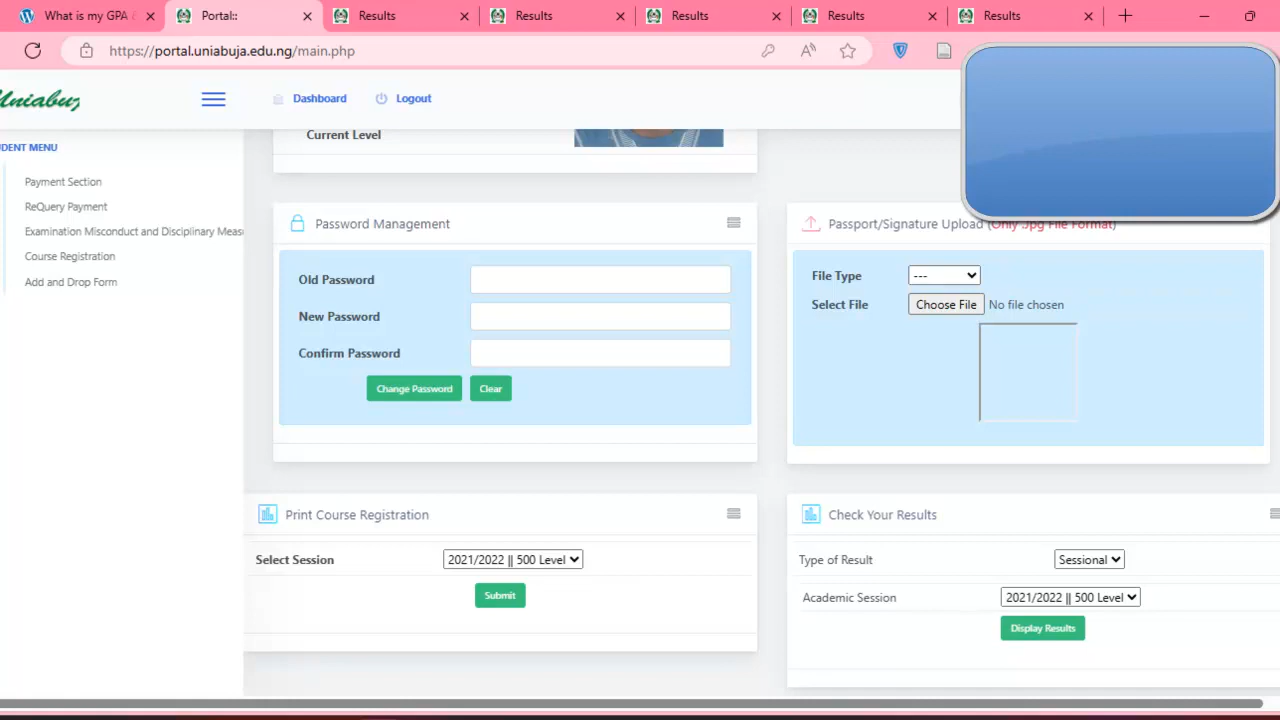 What is my GPA &
Portal::
Results
Results
Results
Results
Results
https://portal.uniabuja.edu.ng/main.php
Dashboard
Logout
Current Level
DENT MENU
Payment Section
ReQuery Payment
Examination Misconduct and Disciplinary Meas
Course Registration
Add and Drop Form
Password Management
Old Password
New Password
Confirm Password
Change Password
Clear
Passport/Signature Upload (Only .Jpg File Format)
File Type
---
Select File
Choose File No file chosen
Print Course Registration
Select Session
2021/2022 || 500 Level
Submit
Check Your Results
Type of Result
Sessional
Academic Session
2021/2022 || 500 Level
Display Results